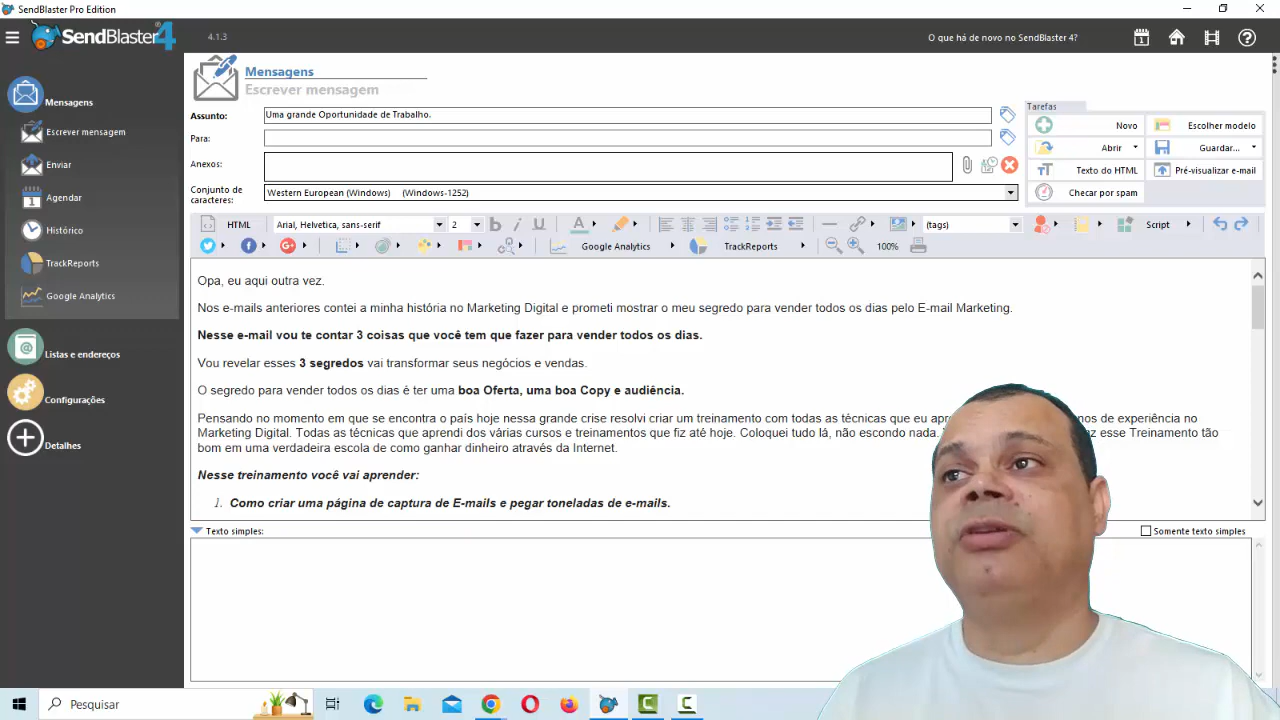 SendBlaster Pro Edition
SendBlaster 4
4.1.3
O que há de novo no SendBlaster 4?
Mensagens
Escrever mensagem
Enviar
Agendar
Histórico
TrackReports
Google Analytics
Listas e endereços
Configurações
Detalhes
Mensagens
Escrever mensagem
Assunto: Uma grande Oportunidade de Trabalho.
Para:
Anexos:
Conjunto de caracteres: Western European (Windows) (Windows-1252)
Tarefas
Novo
Escolher modelo
Abrir
Guardar...
Texto do HTML
Pré-visualizar e-mail
Checar por spam
HTML Arial, Helvetica, sans-serif 2 (tags) Script
Google Analytics TrackReports 100%
Opa, eu aqui outra vez.
Nos e-mails anteriores contei a minha história no Marketing Digital e prometi mostrar o meu segredo para vender todos os dias pelo E-mail Marketing.
Nesse e-mail vou te contar 3 coisas que você tem que fazer para vender todos os dias.
Vou revelar esses 3 segredos vai transformar seus negócios e vendas.
O segredo para vender todos os dias é ter uma boa Oferta, uma boa Copy e audiência.
Pensando no momento em que se encontra o país hoje nessa grande crise resolvi criar um treinamento com todas as técnicas que eu de experiência no
Marketing Digital. Todas as técnicas que aprendi dos várias cursos e treinamentos que fiz até hoje. Coloquei tudo lá, não escondo nada. esse Treinamento tão
bom em uma verdadeira escola de como ganhar dinheiro através da Internet.
Nesse treinamento você vai aprender:
1. Como criar uma página de captura de E-mails e pegar toneladas de e-mails.
Texto simples:
Somente texto simples
Pesquisar